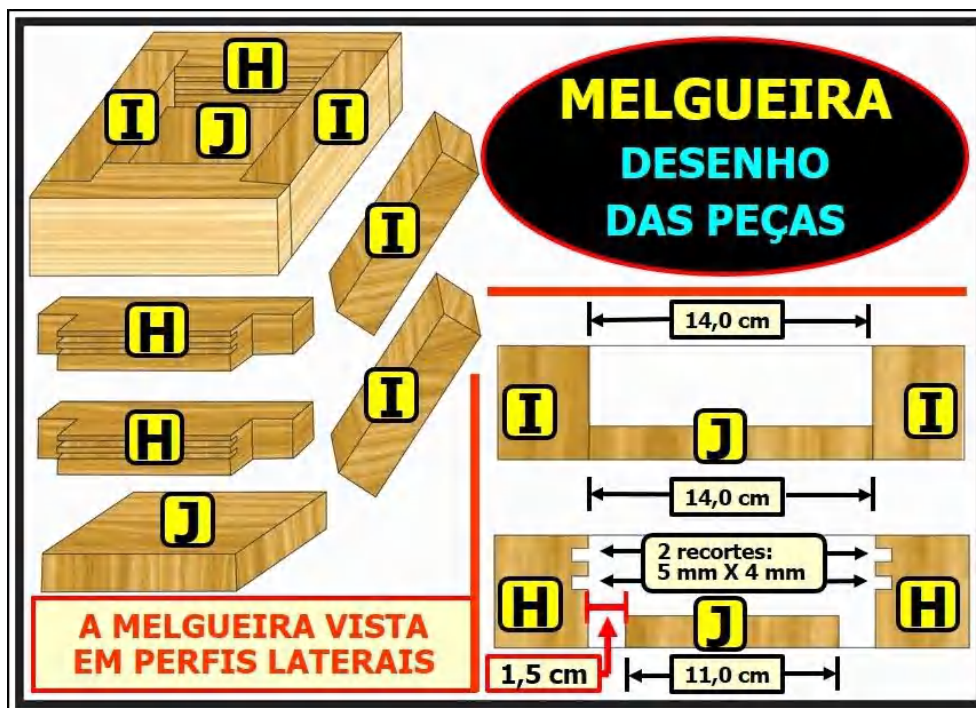 H
I
J
I
MELGUEIRA
DESENHO
DAS PEÇAS
I
H
I
H
J
14,0 cm
I
J
I
14,0 cm
2 recortes:
5 mm X 4 mm
H
J
H
1,5 cm
11,0 cm
A MELGUEIRA VISTA
EM PERFIS LATERAIS